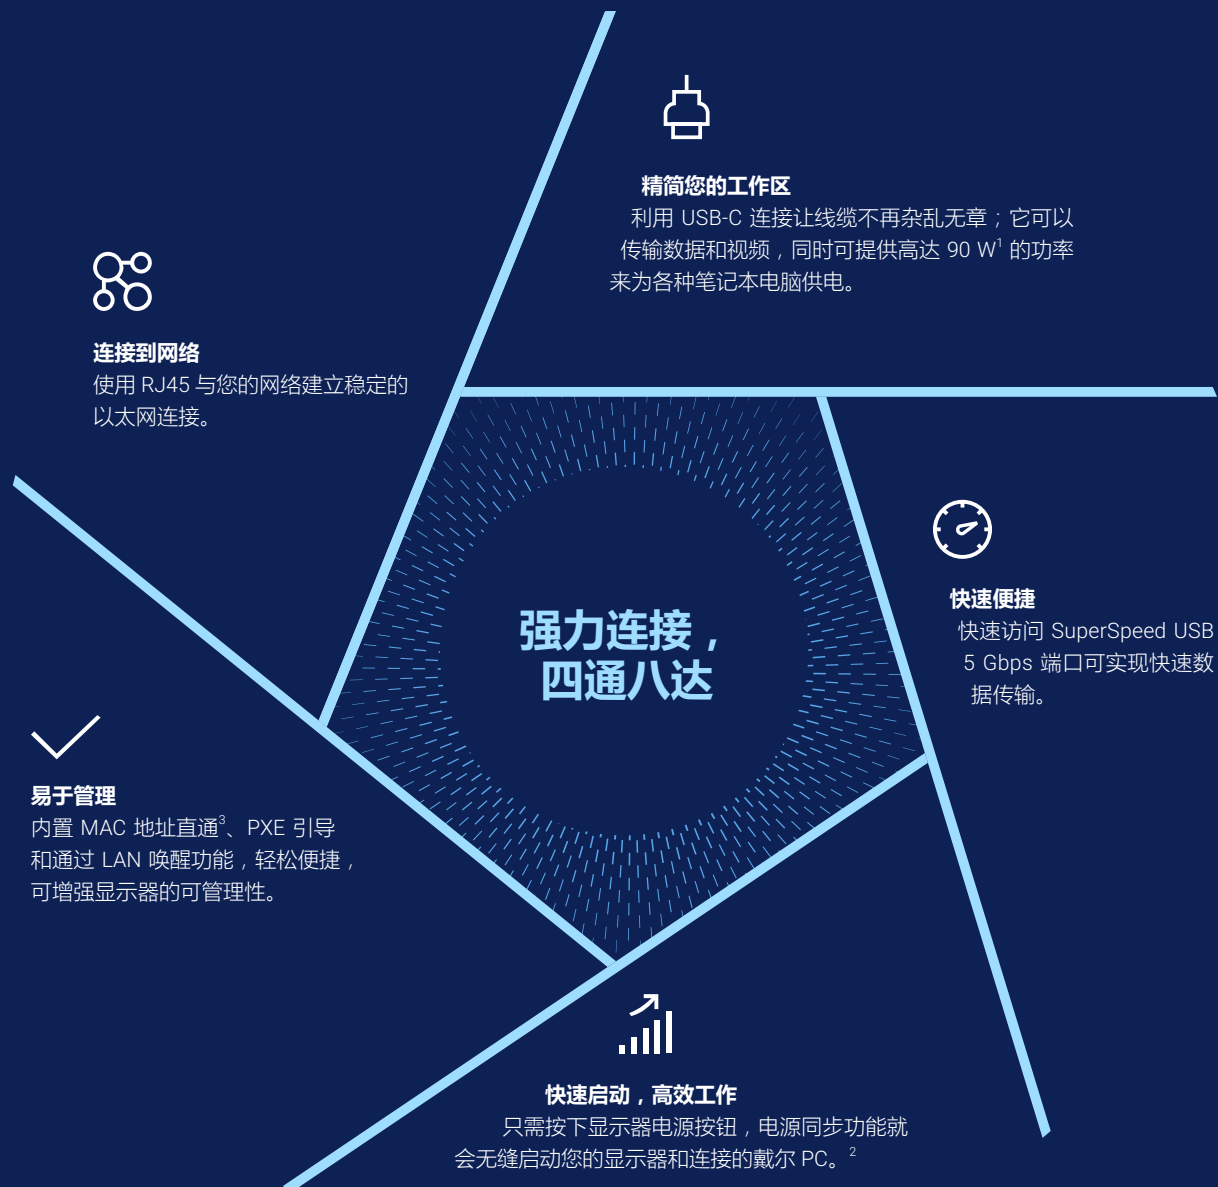 精简您的工作区
利用 USB-C 连接让线缆不再杂乱无章；它可以
传输数据和视频，同时可提供高达 90 W¹ 的功率
来为各种笔记本电脑供电。
连接到网络
使用 RJ45 与您的网络建立稳定的
以太网连接。
快速便捷
快速访问 SuperSpeed USB
5 Gbps 端口可实现快速数
据传输。
强力连接，
四通八达
易于管理
内置 MAC 地址直通³、PXE 引导
和通过 LAN 唤醒功能，轻松便捷，
可增强显示器的可管理性。
快速启动，高效工作
只需按下显示器电源按钮，电源同步功能就
会无缝启动您的显示器和连接的戴尔 PC。²